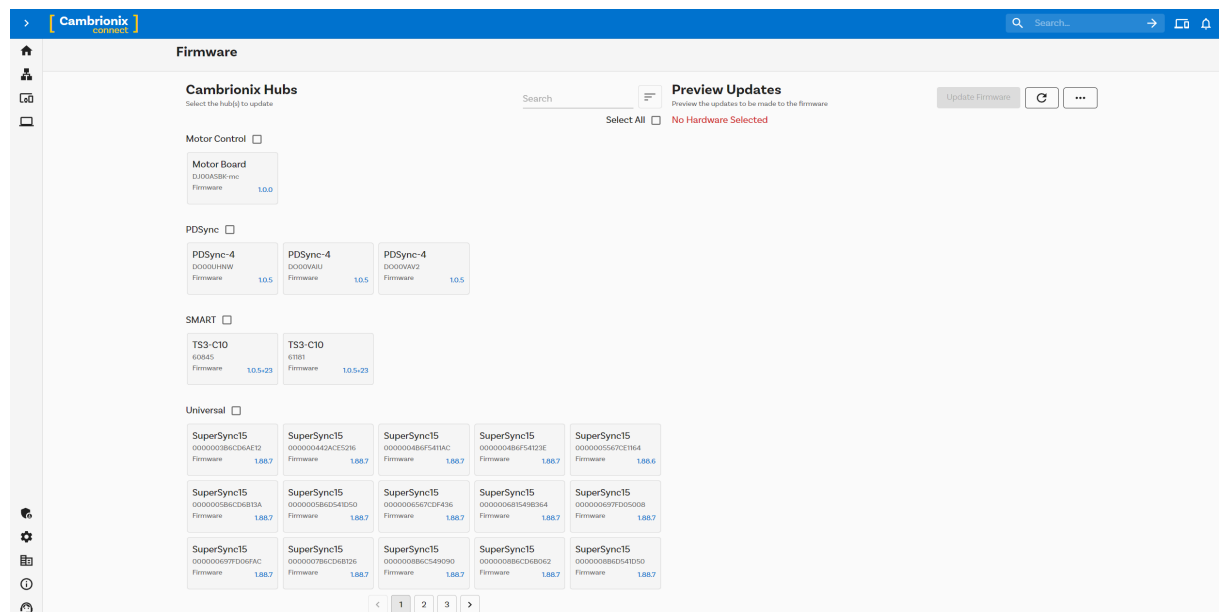 [ Cambrionix connect ]
Search...
Firmware
Cambrionix Hubs
Select the hub(s) to update
Search
Select All
Preview Updates
Preview the updates to be made to the firmware
No Hardware Selected
Update Firmware
...
Motor Control
Motor Board
DJ00ASBK-mc
Firmware 1.0.0
PDSync
PDSync-4
DO00UHNW
Firmware 1.0.5
PDSync-4
DO00VAIU
Firmware 1.0.5
PDSync-4
DO00VAV2
Firmware 1.0.5
SMART
TS3-C10
60845
Firmware 1.0.5+23
TS3-C10
61181
Firmware 1.0.5+23
Universal
SuperSync15
0000003B6CD6AE12
Firmware 1.88.7
SuperSync15
000000442ACE5216
Firmware 1.88.7
SuperSync15
0000004B6F5411AC
Firmware 1.88.7
SuperSync15
0000004B6F54123E
Firmware 1.88.7
SuperSync15
0000005567CE1164
Firmware 1.88.6
SuperSync15
0000005B6CD6B13A
Firmware 1.88.7
SuperSync15
0000005B6D541D50
Firmware 1.88.7
SuperSync15
0000006567CDF436
Firmware 1.88.7
SuperSync15
000000681549B364
Firmware 1.88.7
SuperSync15
000000697FD05008
Firmware 1.88.7
SuperSync15
000000697FD06FAC
Firmware 1.88.7
SuperSync15
0000007B6CD6B126
Firmware 1.88.7
SuperSync15
0000008B6C549090
Firmware 1.88.7
SuperSync15
0000008B6CD6B062
Firmware 1.88.7
SuperSync15
0000008B6D541D50
Firmware 1.88.7
< 1 2 3 >